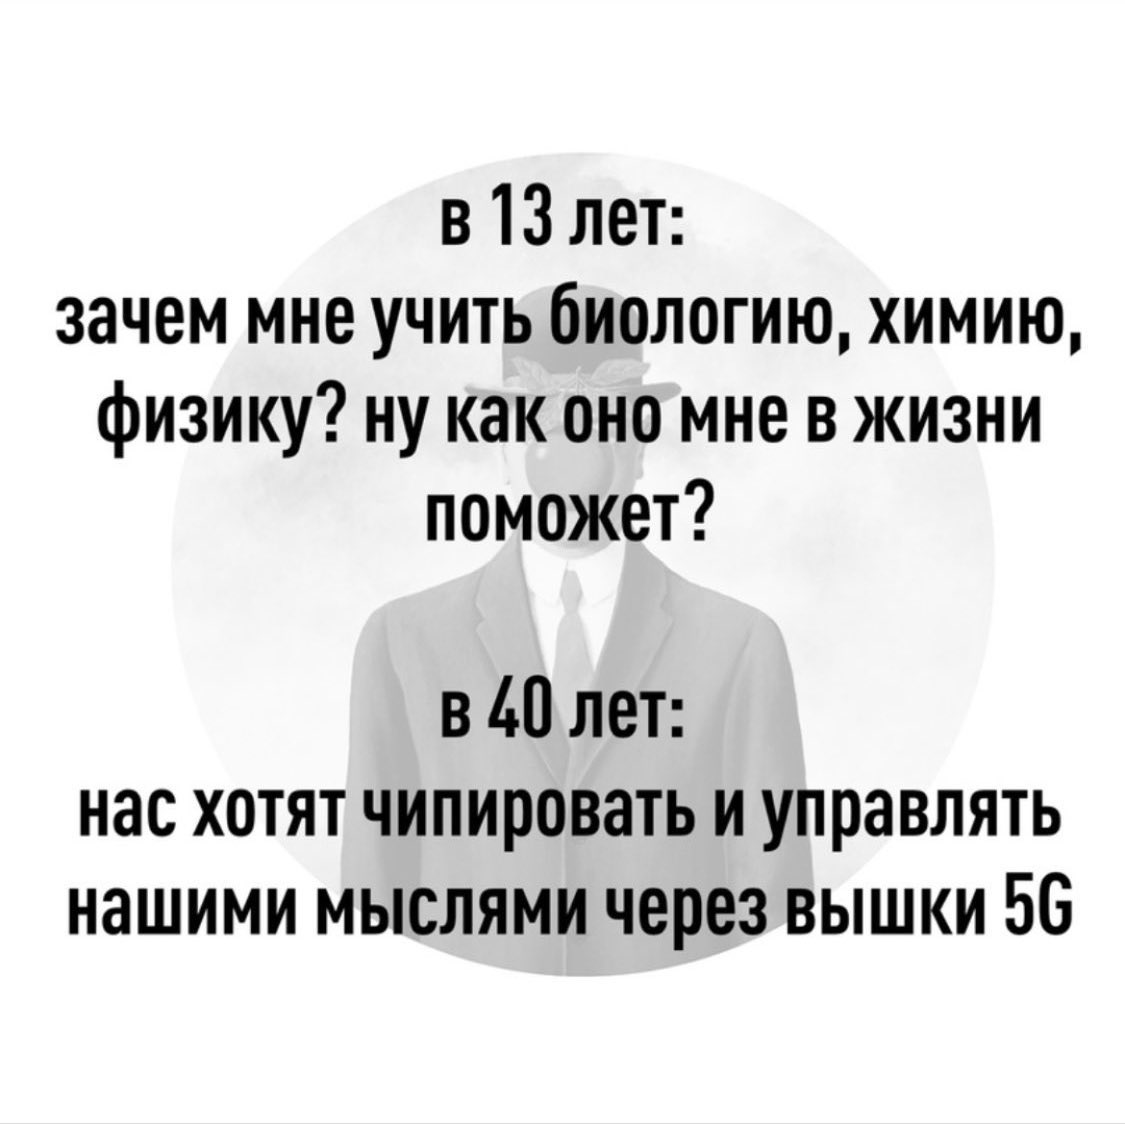 в 13 лет:
зачем мне учить биологию, химию,
физику? ну как оно мне в жизни
поможет?
в 40 лет:
нас хотят чипировать и управлять
нашими мыслями через вышки 5G